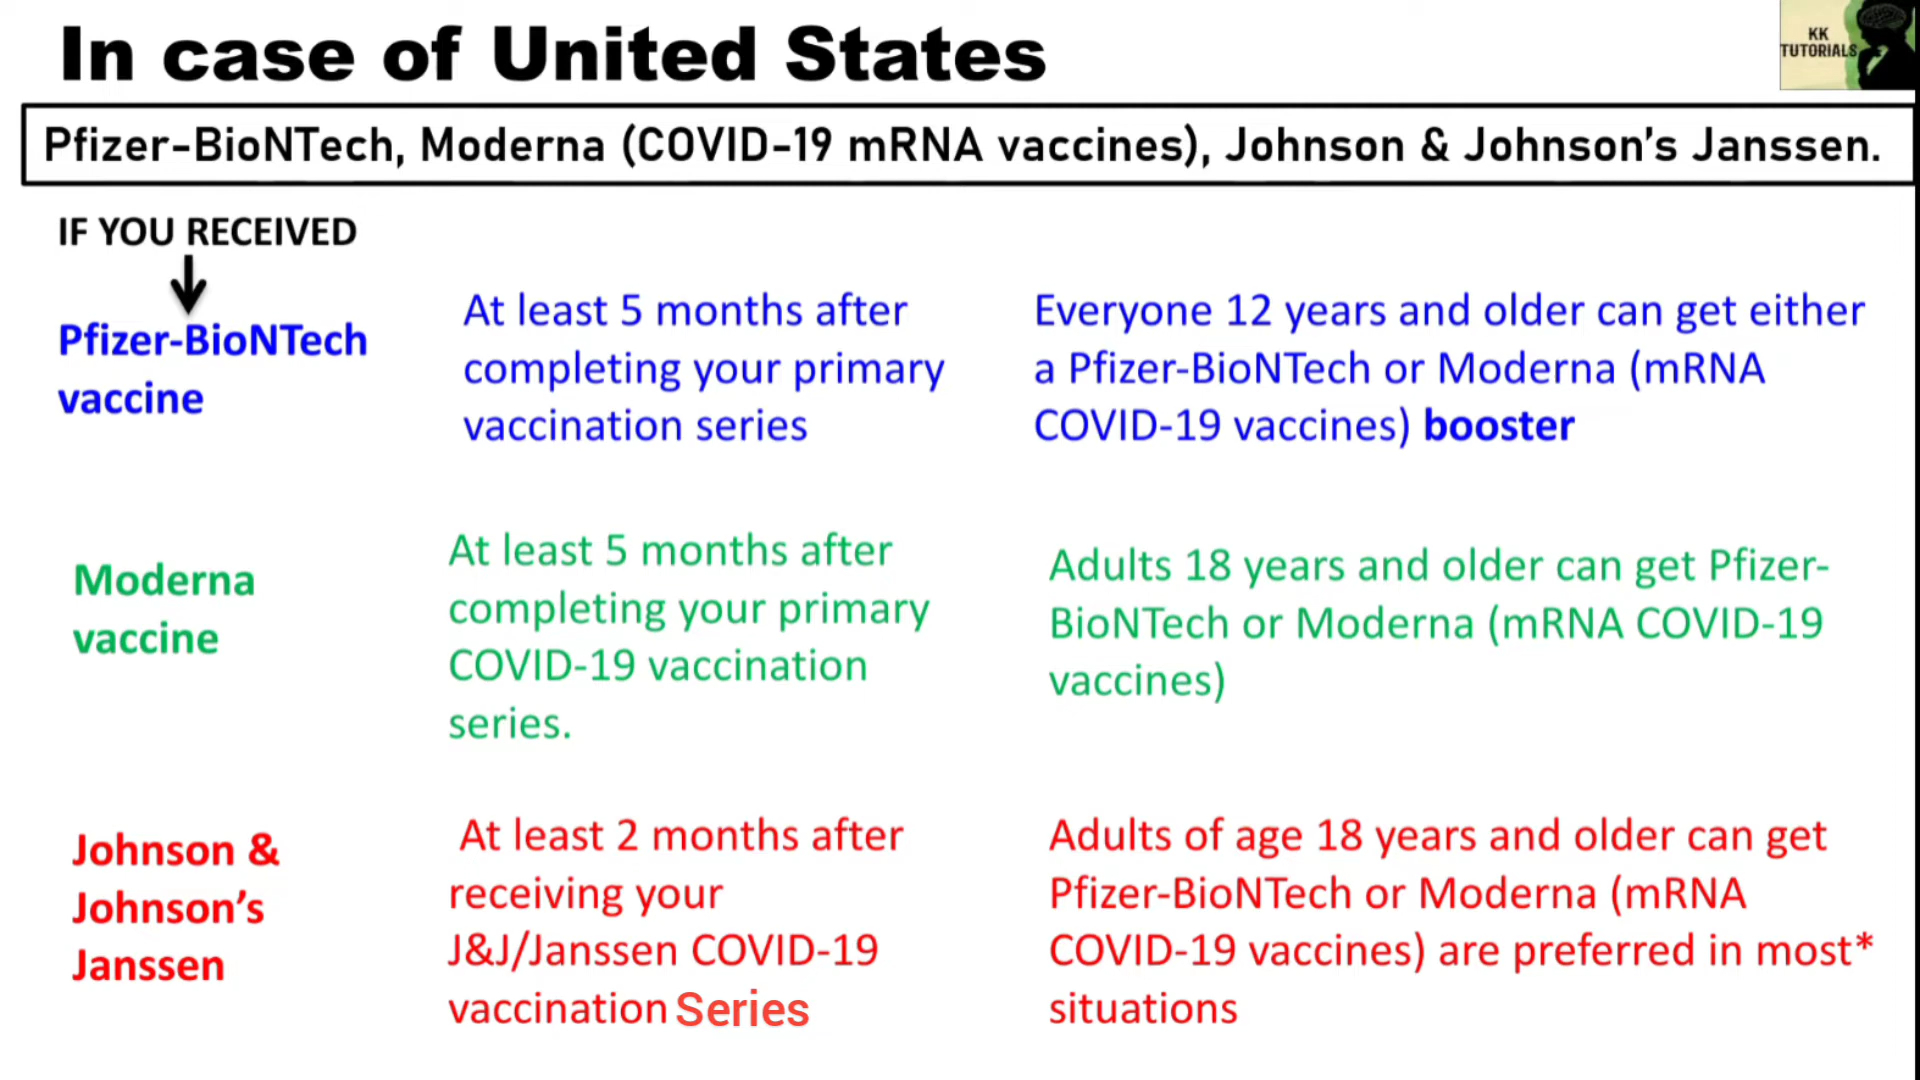 In case of United States
KK
TUTORIALS
Pfizer-BioNTech, Moderna (COVID-19 mRNA vaccines), Johnson & Johnson's Janssen.
IF YOU RECEIVED
Pfizer-BioNTech
vaccine
At least 5 months after
completing your primary
vaccination series
Everyone 12 years and older can get either
a Pfizer-BioNTech or Moderna (mRNA
COVID-19 vaccines) booster
Moderna
vaccine
At least 5 months after
completing your primary
COVID-19 vaccination
series.
Adults 18 years and older can get Pfizer-
BioNTech or Moderna (mRNA COVID-19
vaccines)
Johnson &
Johnson's
Janssen
At least 2 months after
receiving your
J&J/Janssen COVID-19
vaccination Series
Adults of age 18 years and older can get
Pfizer-BioNTech or Moderna (mRNA
COVID-19 vaccines) are preferred in most*
situations